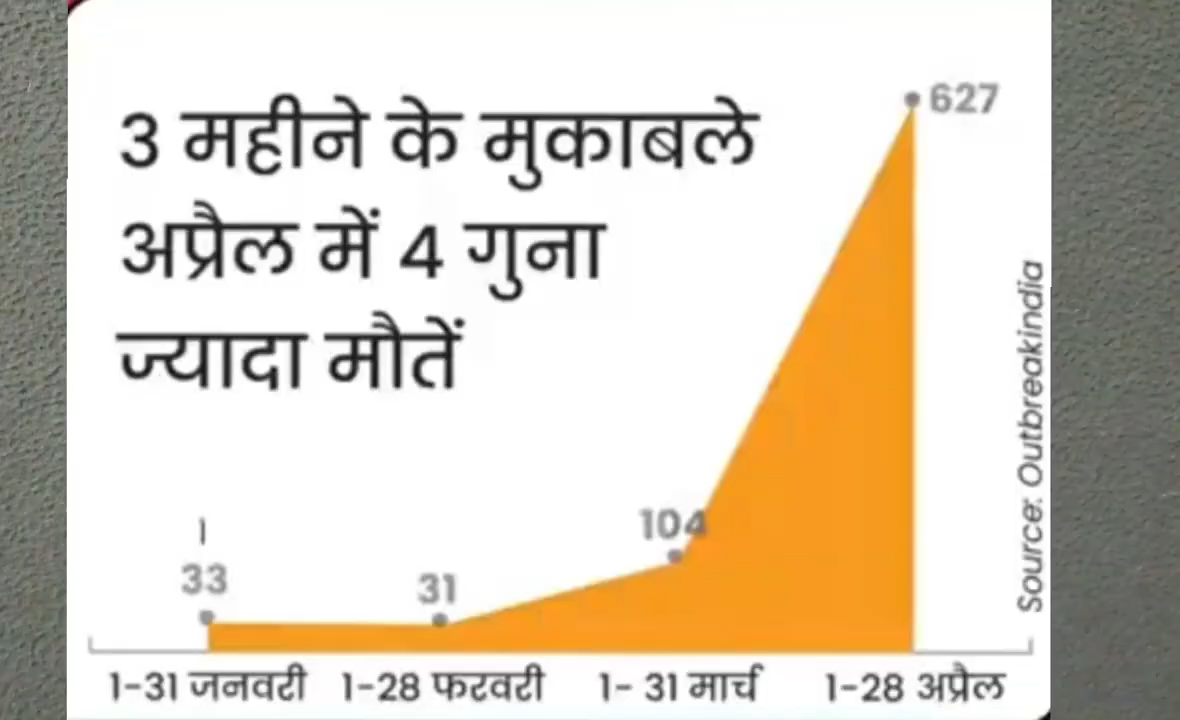 3 महीने के मुकाबले
अप्रैल में 4 गुना
ज्यादा मौतें
627
104
33
31
1-31 जनवरी
1-28 फरवरी
1- 31 मार्च
1-28 अप्रैल
Source: Outbreakindia